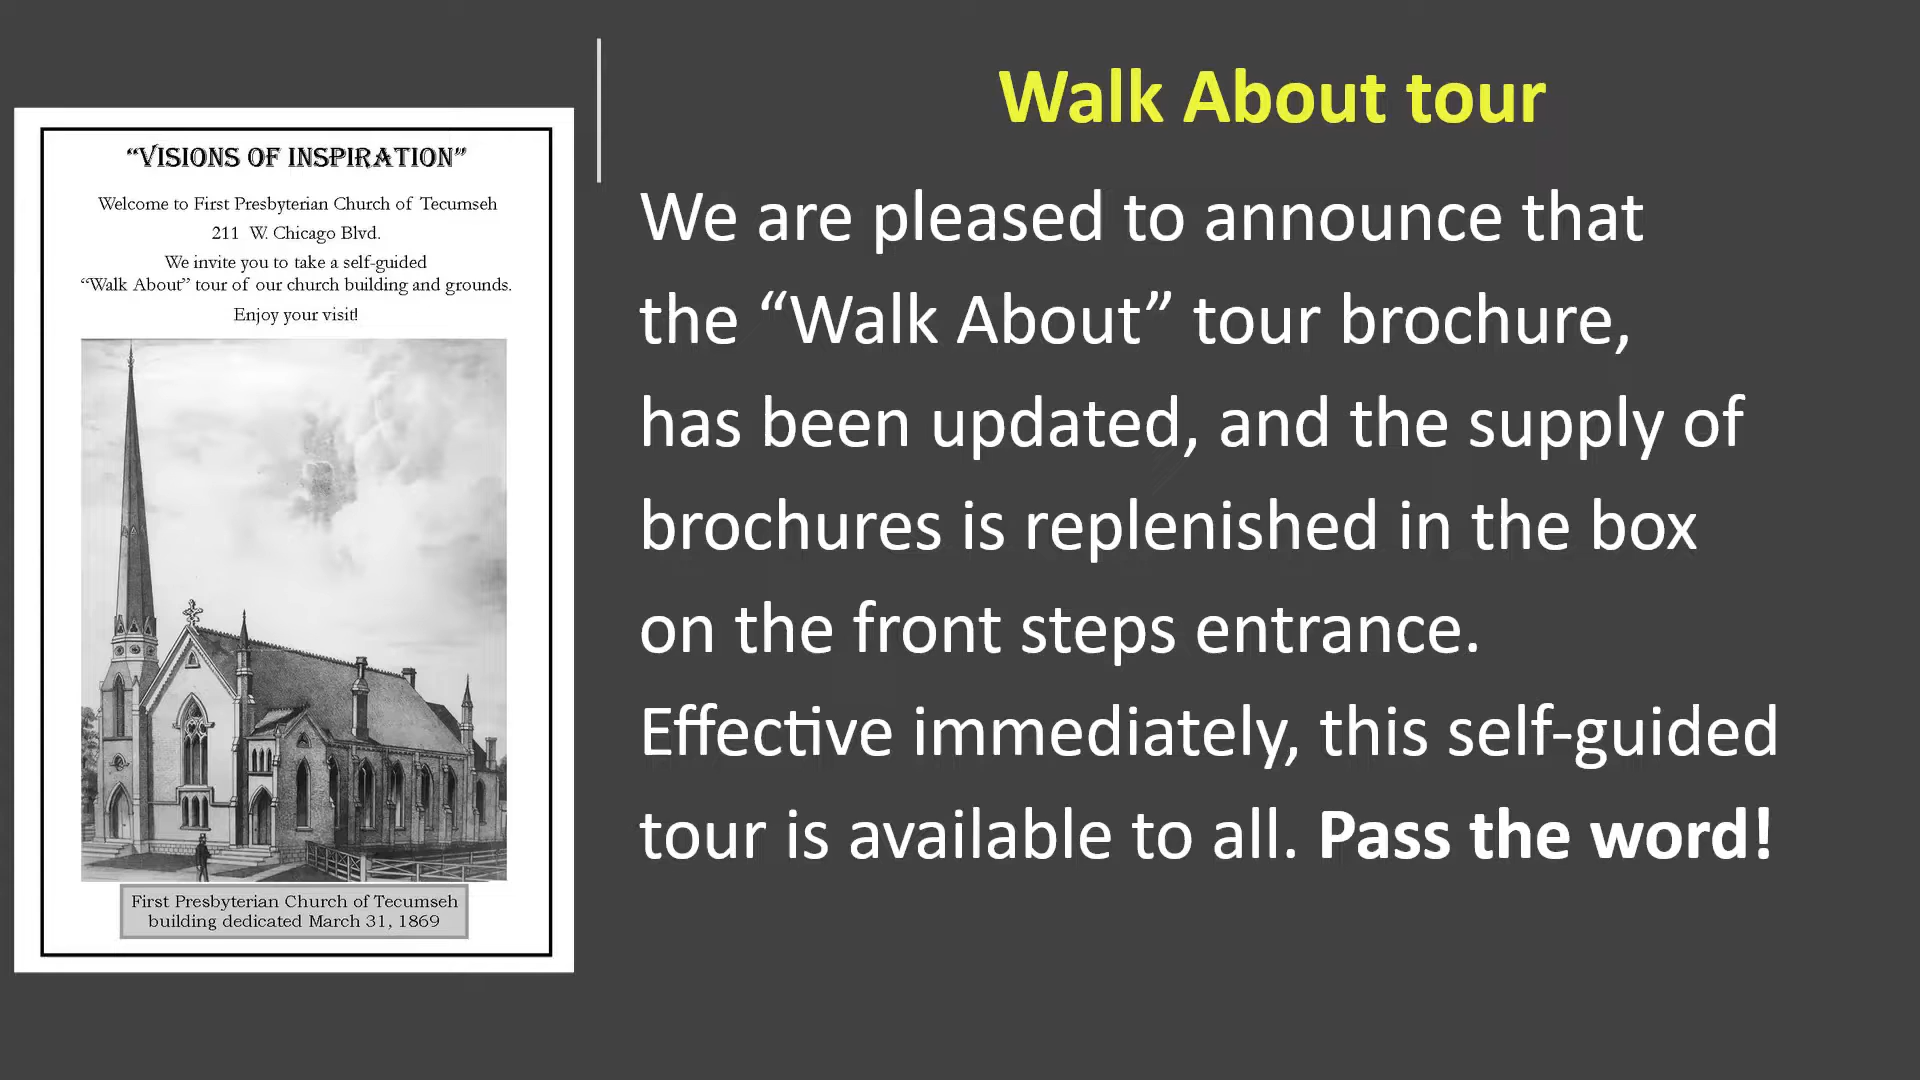 “VISIONS OF INSPIRATION”
Welcome to First Presbyterian Church of Tecumseh
211 W. Chicago Blvd.
We invite you to take a self-guided
“Walk About” tour of our church building and grounds.
Enjoy your visit!
First Presbyterian Church of Tecumseh
building dedicated March 31, 1869
Walk About tour
We are pleased to announce that
the “Walk About” tour brochure,
has been updated, and the supply of
brochures is replenished in the box
on the front steps entrance.
Effective immediately, this self-guided
tour is available to all. Pass the word!